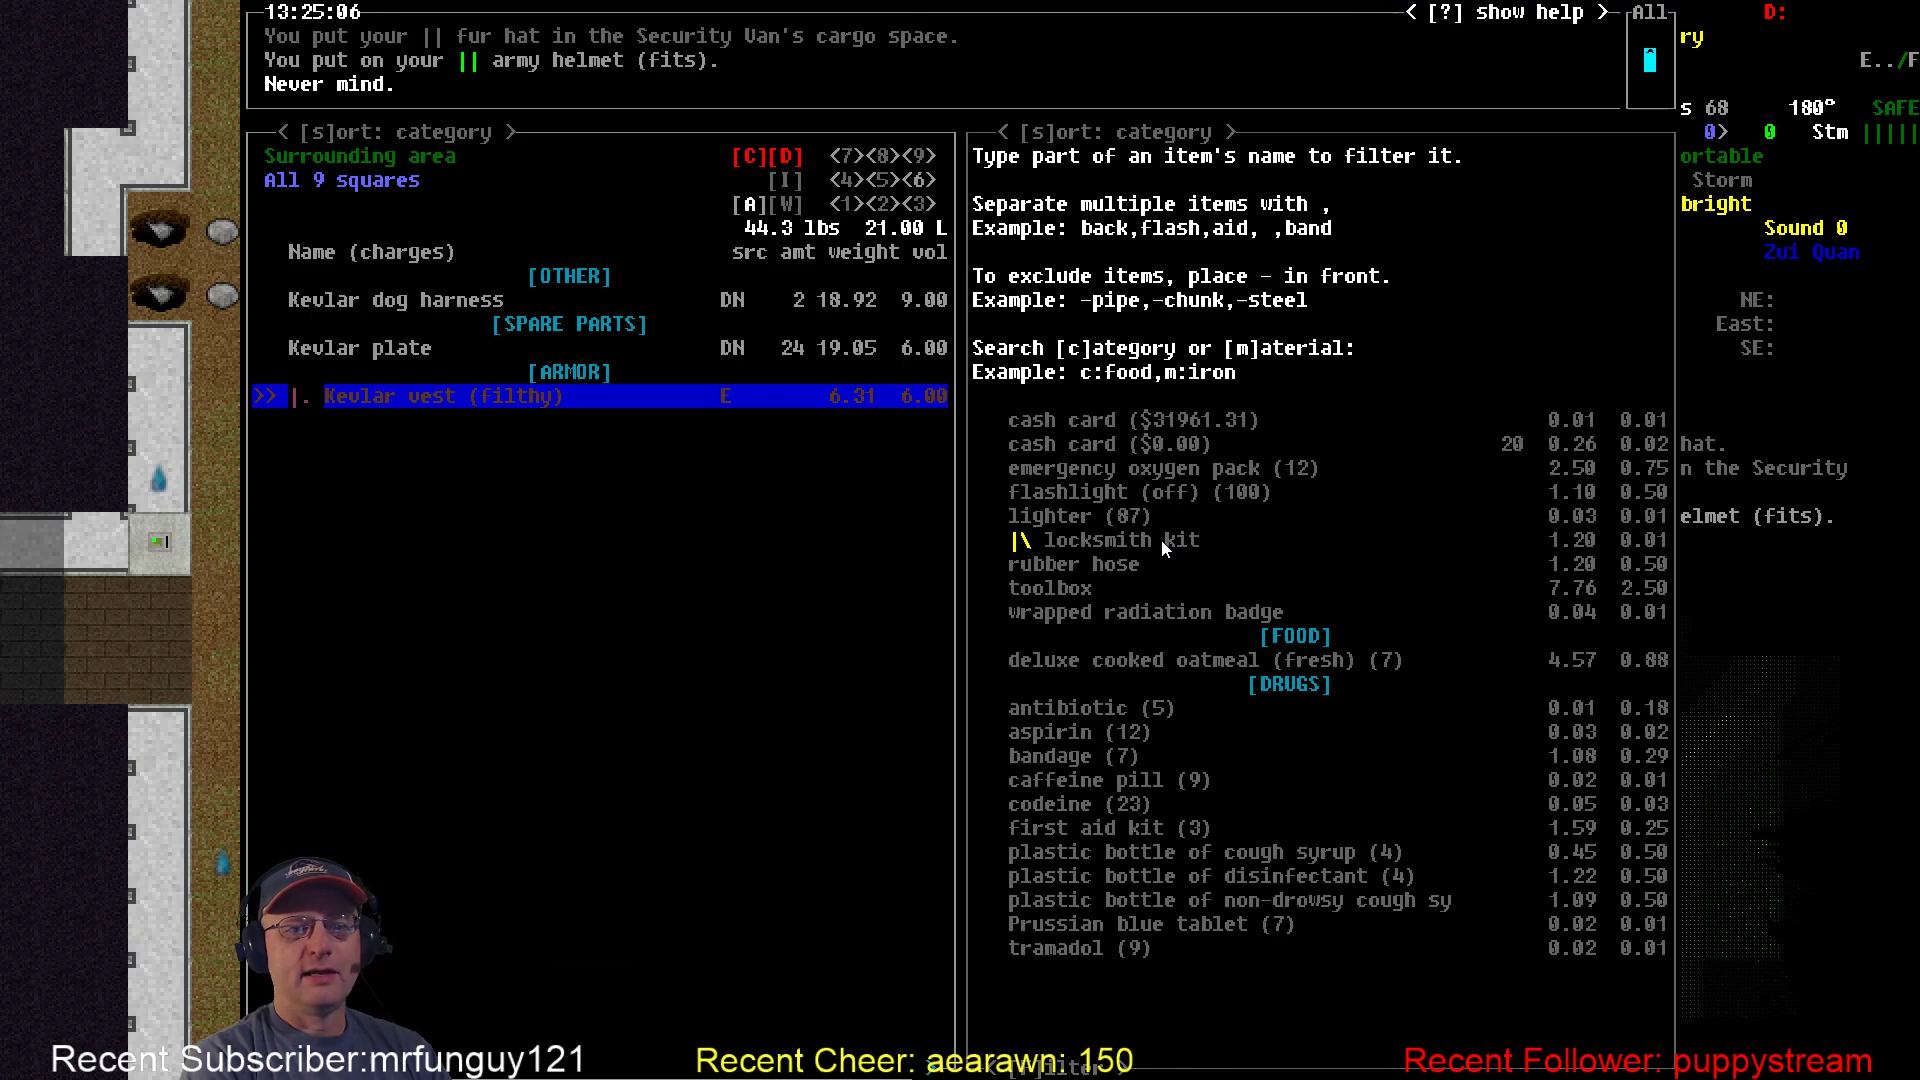 13:25:06
< [?] show help >
All
D:
You put your || fur hat in the Security Van's cargo space.
ry
You put on your || army helmet (fits).
E../F
Never mind.
s 68 180° SAFE
0> 0 Stm |||||
< [s]ort: category >
< [s]ort: category >
Surrounding area [C][D] <7><8><9>
All 9 squares [I] <4><5><6>
[A][W] <1><2><3>
44.3 lbs 21.00 L
Name (charges) src amt weight vol
[OTHER]
Kevlar dog harness DN 2 18.92 9.00
[SPARE PARTS]
Kevlar plate DN 24 19.05 6.00
[ARMOR]
>> |. Kevlar vest (filthy) E 6.31 6.00
Type part of an item's name to filter it.
Separate multiple items with ,
Example: back,flash,aid, ,band
To exclude items, place - in front.
Example: -pipe,-chunk,-steel
Search [c]ategory or [m]aterial:
Example: c:food,m:iron
cash card ($31961.31) 0.01 0.01
cash card ($0.00) 20 0.26 0.02
emergency oxygen pack (12) 2.50 0.75
flashlight (off) (100) 1.10 0.50
lighter (87) 0.03 0.01
|\ locksmith kit 1.20 0.01
rubber hose 1.20 0.50
toolbox 7.76 2.50
wrapped radiation badge 0.04 0.01
[FOOD]
deluxe cooked oatmeal (fresh) (7) 4.57 0.88
[DRUGS]
antibiotic (5) 0.01 0.18
aspirin (12) 0.03 0.02
bandage (7) 1.08 0.29
caffeine pill (9) 0.02 0.01
codeine (23) 0.05 0.03
first aid kit (3) 1.59 0.25
plastic bottle of cough syrup (4) 0.45 0.50
plastic bottle of disinfectant (4) 1.22 0.50
plastic bottle of non-drowsy cough sy 1.09 0.50
Prussian blue tablet (7) 0.02 0.01
tramadol (9) 0.02 0.01
ortable
Storm
bright
Sound 0
Zui Quan
NE:
East:
SE:
hat.
n the Security
elmet (fits).
Recent Subscriber:mrfunguy121
Recent Cheer: aearawn: 150
Recent Follower: puppystream